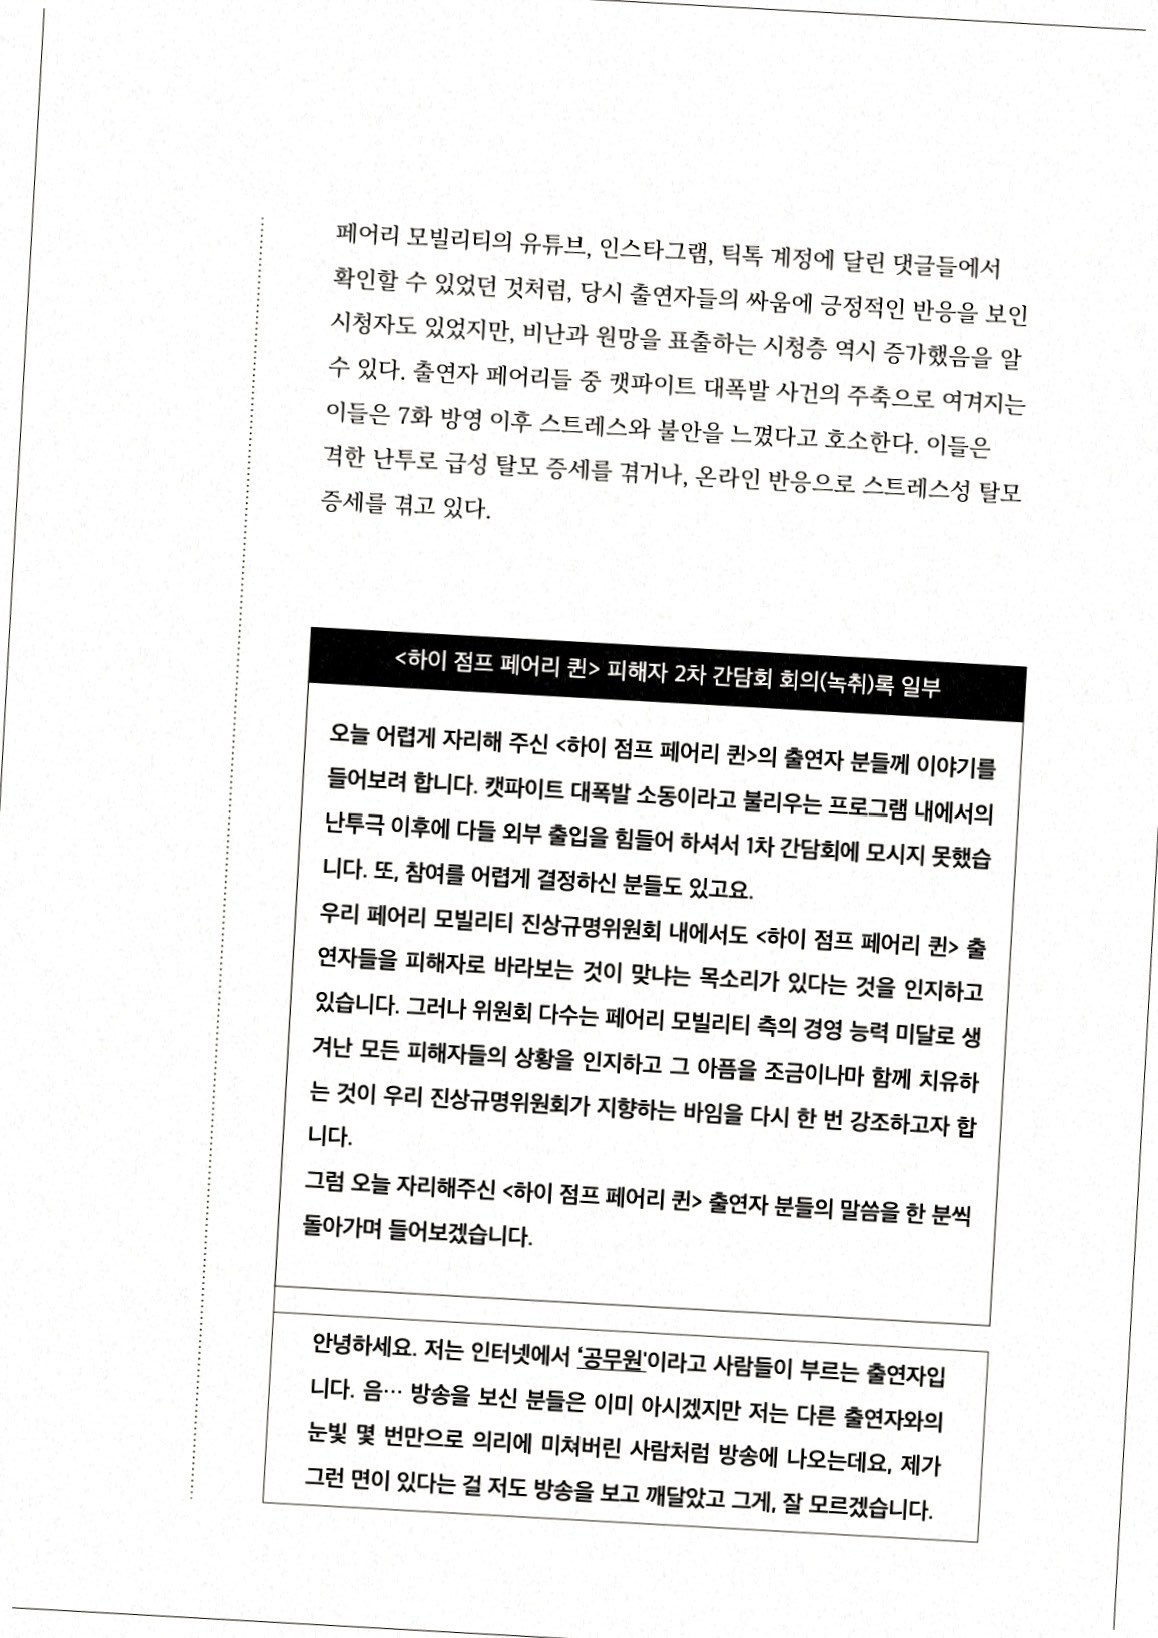 페어리 모빌리티의 유튜브, 인스타그램, 틱톡 계정에 달린 댓글들에서
확인할 수 있었던 것처럼, 당시 출연자들의 싸움에 긍정적인 반응을 보인
시청자도 있었지만, 비난과 원망을 표출하는 시청층 역시 증가했음을 알
수 있다. 출연자 페어리들 중 캣파이트 대폭발 사건의 주축으로 여겨지는
이들은 7화 방영 이후 스트레스와 불안을 느꼈다고 호소한다. 이들은
격한 난투로 급성 탈모 증세를 겪거나, 온라인 반응으로 스트레스성 탈모
증세를 겪고 있다.
<하이 점프 페어리 퀸> 피해자 2차 간담회 회의(녹취)록 일부
오늘 어렵게 자리해 주신 <하이 점프 페어리 퀸>의 출연자 분들께 이야기를
들어보려 합니다. 캣파이트 대폭발 소동이라고 불리우는 프로그램 내에서의
난투극 이후에 다들 외부 출입을 힘들어 하셔서 1차 간담회에 모시지 못했습
니다. 또, 참여를 어렵게 결정하신 분들도 있고요.
우리 페어리 모빌리티 진상규명위원회 내에서도 <하이 점프 페어리 퀸> 출
연자들을 피해자로 바라보는 것이 맞냐는 목소리가 있다는 것을 인지하고
있습니다. 그러나 위원회 다수는 페어리 모빌리티 측의 경영 능력 미달로 생
겨난 모든 피해자들의 상황을 인지하고 그 아픔을 조금이나마 함께 치유하
는 것이 우리 진상규명위원회가 지향하는 바임을 다시 한 번 강조하고자 합
니다.
그럼 오늘 자리해주신 <하이 점프 페어리 퀸> 출연자 분들의 말씀을 한 분씩
돌아가며 들어보겠습니다.
안녕하세요. 저는 인터넷에서 ‘공무원'이라고 사람들이 부르는 출연자입
니다. 음… 방송을 보신 분들은 이미 아시겠지만 저는 다른 출연자와의
눈빛 몇 번만으로 의리에 미쳐버린 사람처럼 방송에 나오는데요, 제가
그런 면이 있다는 걸 저도 방송을 보고 깨달았고 그게, 잘 모르겠습니다.